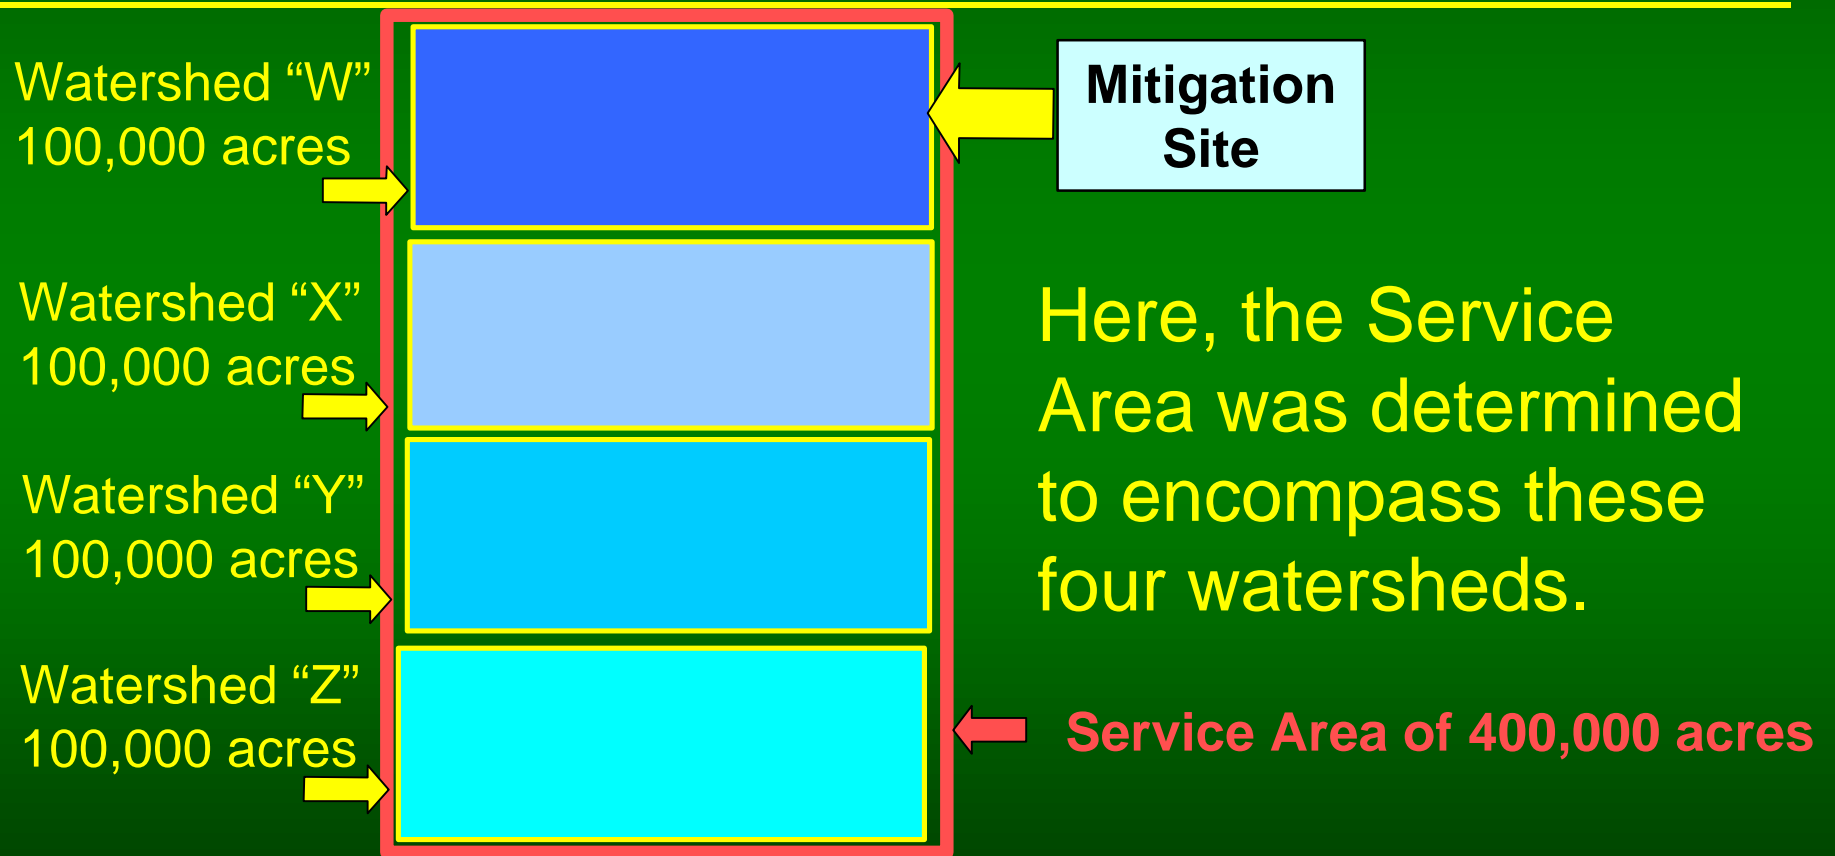 Watershed “W”
100,000 acres
Mitigation
Site
Watershed “X”
100,000 acres
Here, the Service
Area was determined
to encompass these
four watersheds.
Watershed “Y”
100,000 acres
Watershed “Z”
100,000 acres
Service Area of 400,000 acres